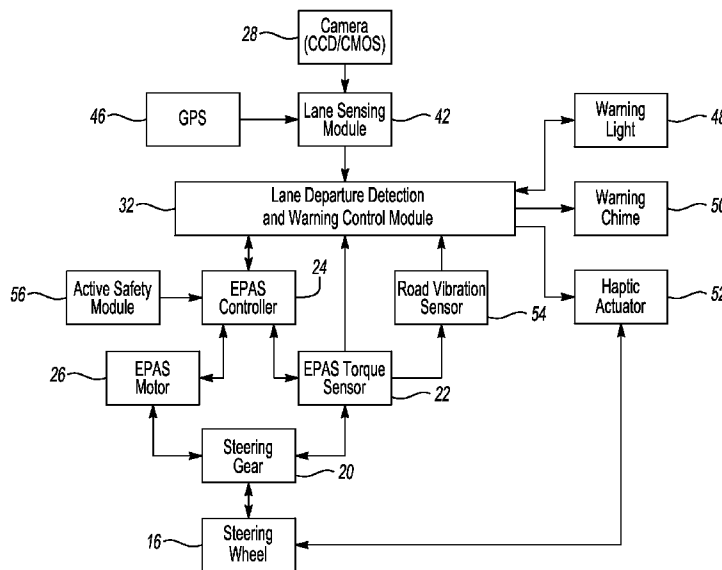 28
Camera
(CCD/CMOS)
46
GPS
Lane Sensing
Module
42
Warning
Light
48
32
Lane Departure Detection
and Warning Control Module
Warning
Chime
50
56
Active Safety
Module
EPAS
Controller
24
Road Vibration
Sensor
54
Haptic
Actuator
52
26
EPAS
Motor
EPAS Torque
Sensor
22
Steering
Gear
20
16
Steering
Wheel